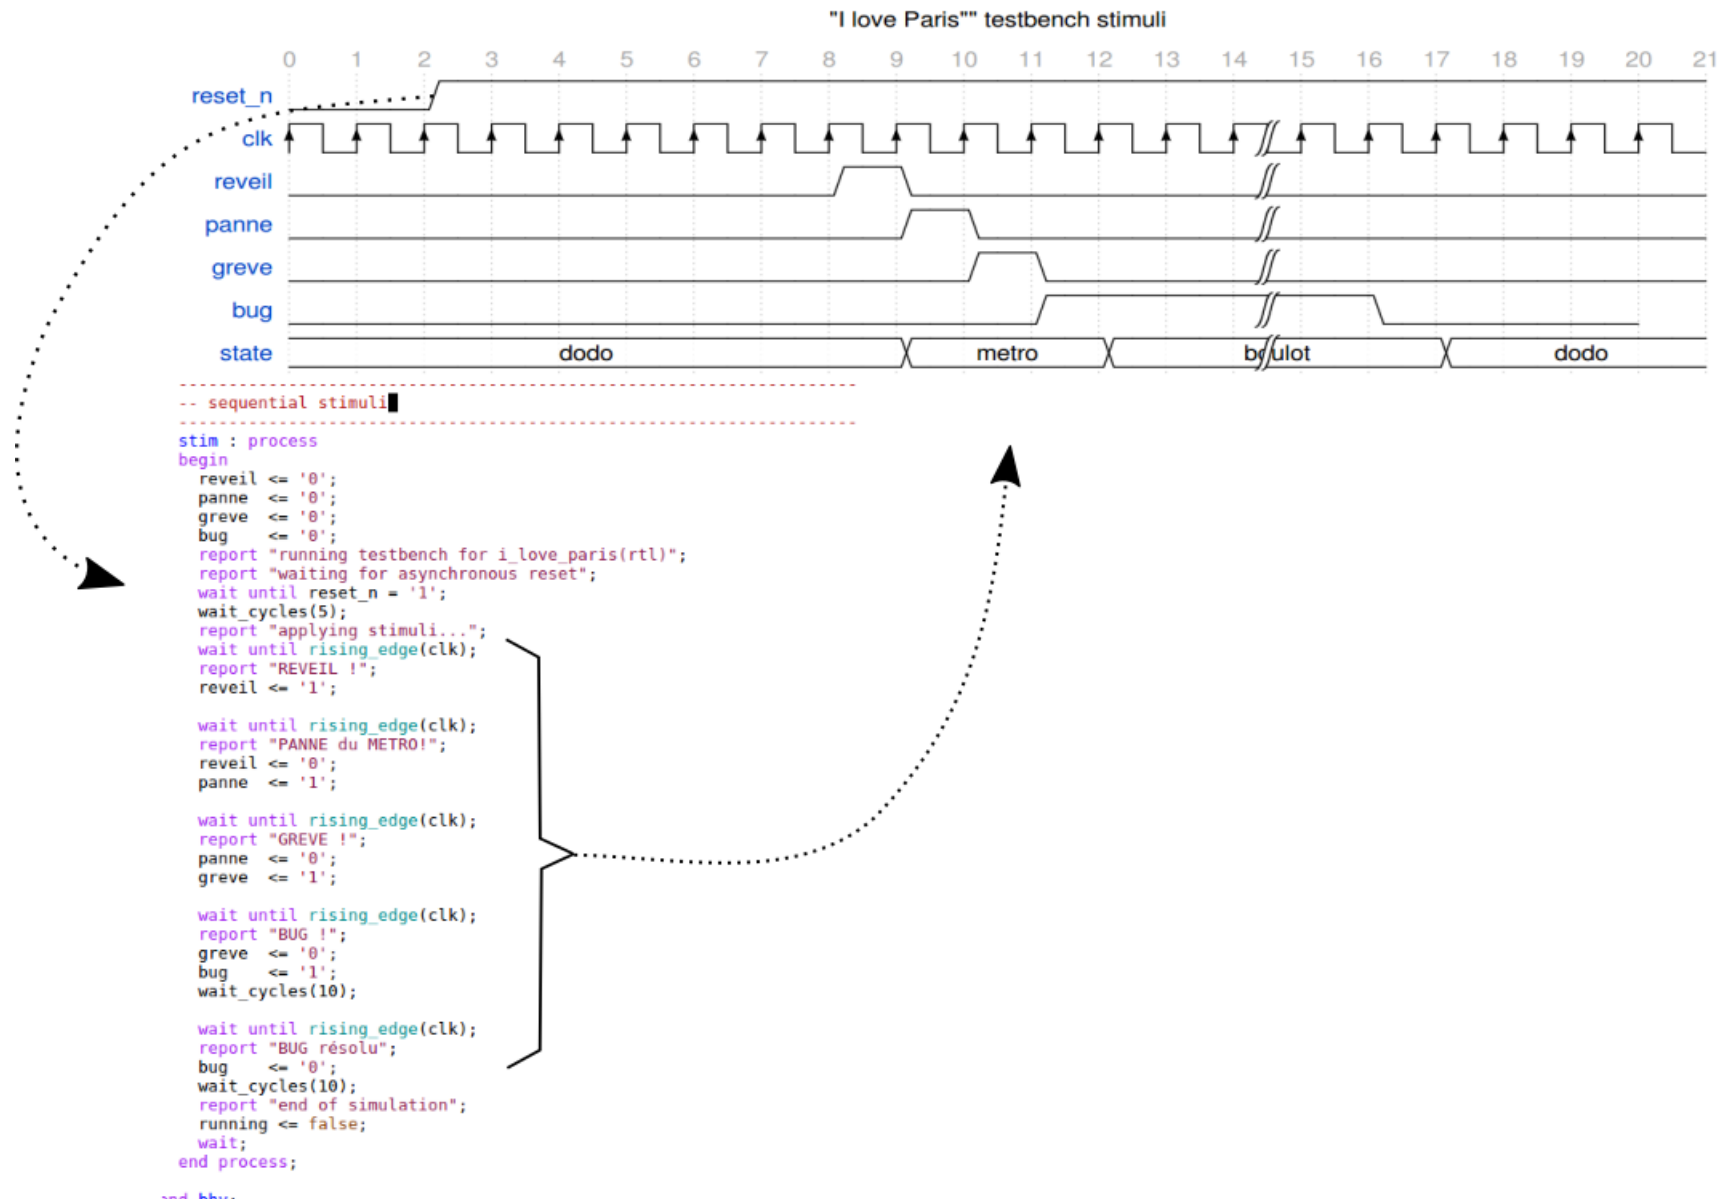 "I love Paris"" testbench stimuli
0 1 2 3 4 5 6 7 8 9 10 11 12 13 14 15 16 17 18 19 20 21
reset_n
clk
reveil
panne
greve
bug
state dodo metro boulot dodo
--------------------------------------------------------------------
-- sequential stimuli
--------------------------------------------------------------------
stim : process
begin
reveil <= '0';
panne <= '0';
greve <= '0';
bug <= '0';
report "running testbench for i_love_paris(rtl)";
report "waiting for asynchronous reset";
wait until reset_n = '1';
wait_cycles(5);
report "applying stimuli...";
wait until rising_edge(clk);
report "REVEIL !";
reveil <= '1';
wait until rising_edge(clk);
report "PANNE du METRO!";
reveil <= '0';
panne <= '1';
wait until rising_edge(clk);
report "GREVE !";
panne <= '0';
greve <= '1';
wait until rising_edge(clk);
report "BUG !";
greve <= '0';
bug <= '1';
wait_cycles(10);
wait until rising_edge(clk);
report "BUG résolu";
bug <= '0';
wait_cycles(10);
report "end of simulation";
running <= false;
wait;
end process;